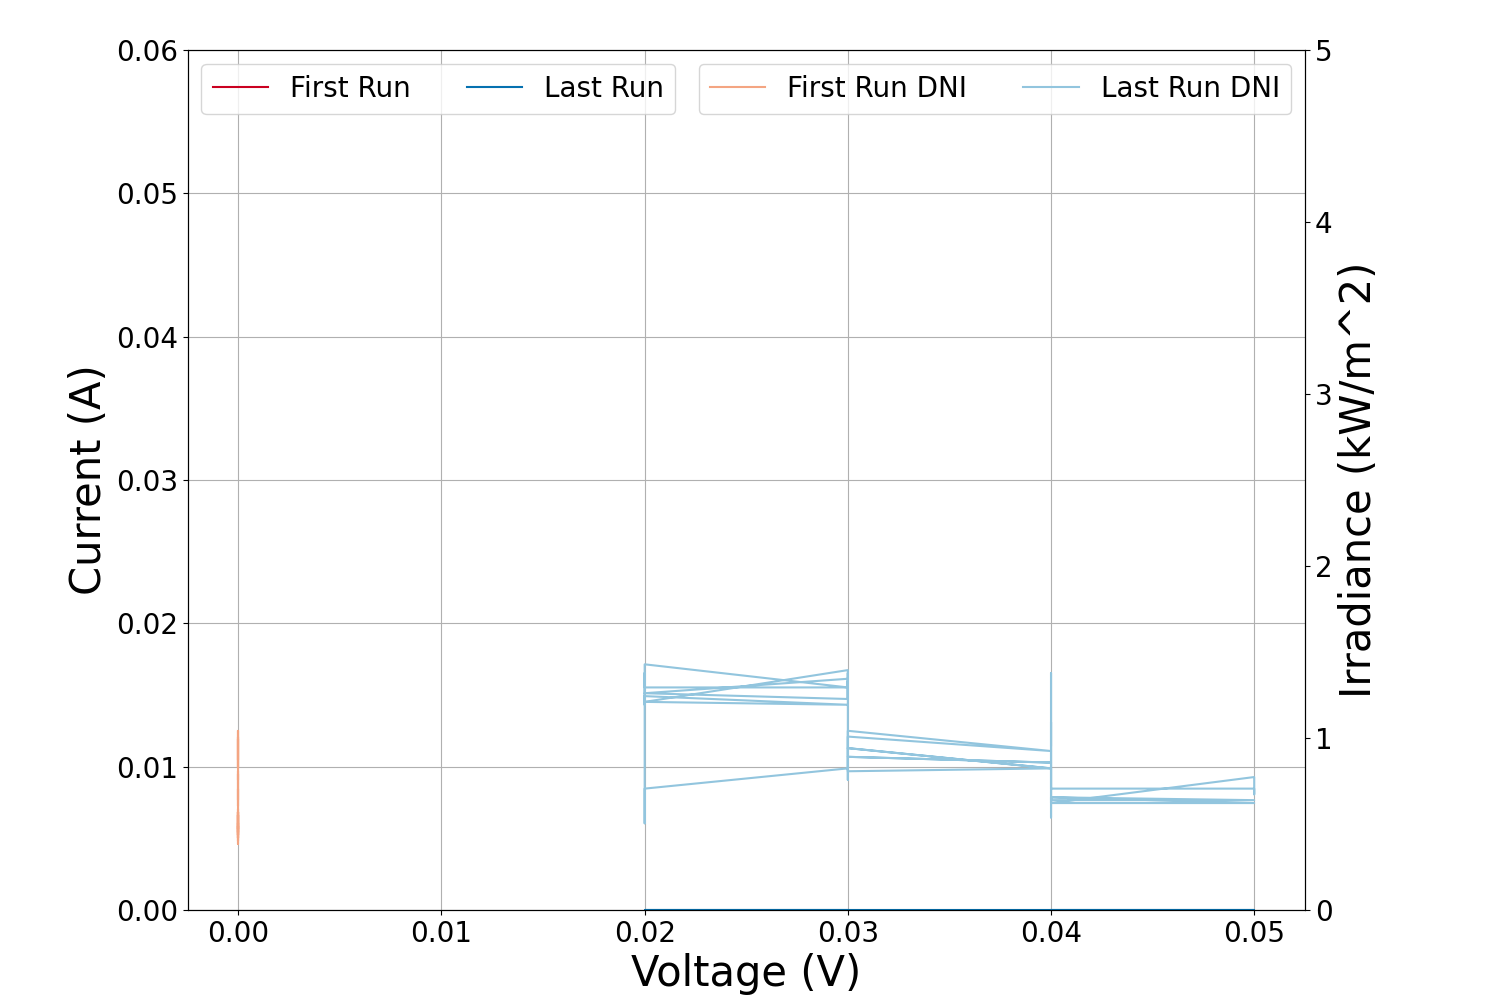 First Run
Last Run
First Run DNI
Last Run DNI
0.06
0.05
0.04
0.03
0.02
0.01
0.00
Current (A)
5
4
3
2
1
0
Irradiance (kW/m^2)
0.00 0.01 0.02 0.03 0.04 0.05
Voltage (V)